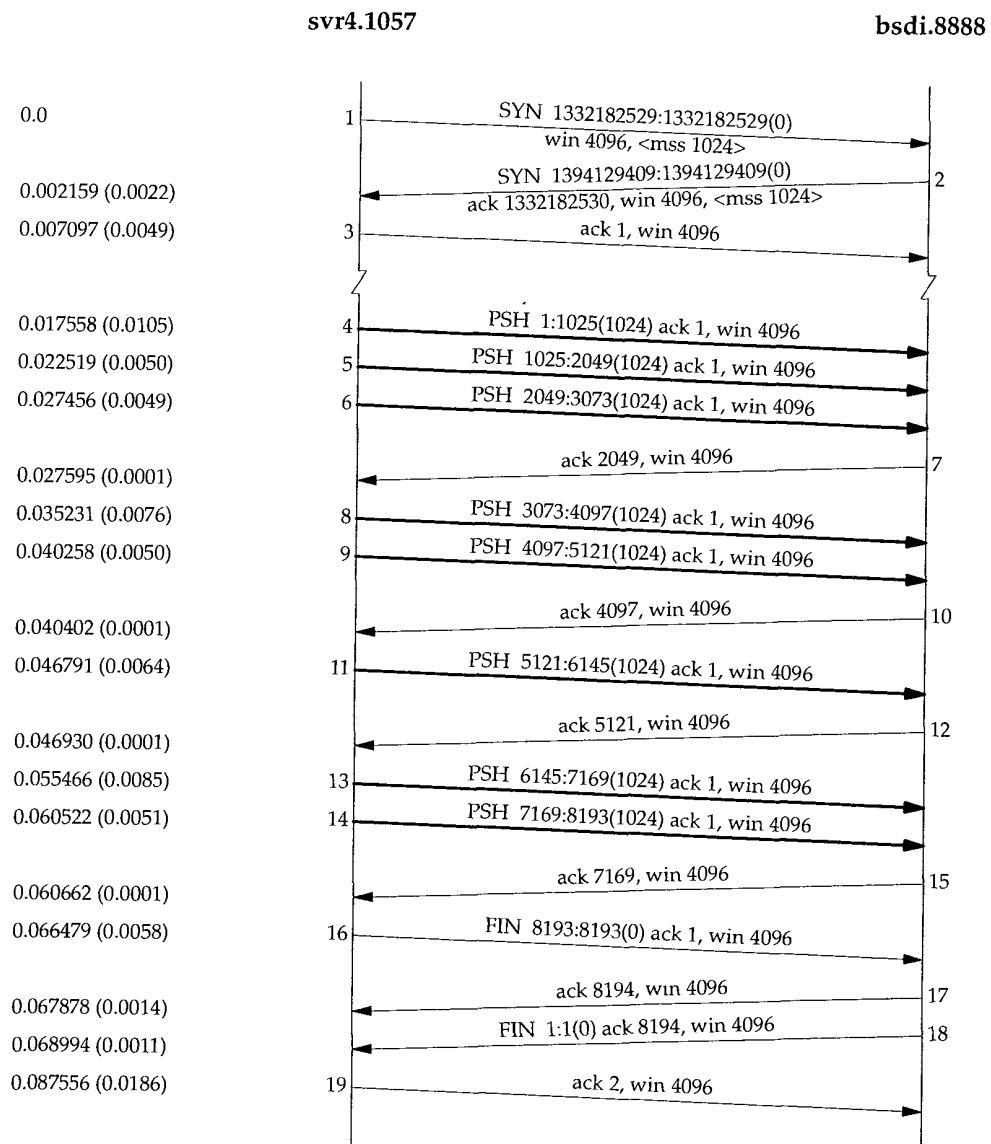 svr4.1057 bsdi.8888
0.0 1 SYN 1332182529:1332182529(0)
win 4096, <mss 1024>
SYN 1394129409:1394129409(0) 2
0.002159 (0.0022) ack 1332182530, win 4096, <mss 1024>
0.007097 (0.0049) 3 ack 1, win 4096
0.017558 (0.0105) 4 PSH 1:1025(1024) ack 1, win 4096
0.022519 (0.0050) 5 PSH 1025:2049(1024) ack 1, win 4096
0.027456 (0.0049) 6 PSH 2049:3073(1024) ack 1, win 4096
ack 2049, win 4096 7
0.027595 (0.0001)
0.035231 (0.0076) 8 PSH 3073:4097(1024) ack 1, win 4096
0.040258 (0.0050) 9 PSH 4097:5121(1024) ack 1, win 4096
ack 4097, win 4096 10
0.040402 (0.0001)
0.046791 (0.0064) 11 PSH 5121:6145(1024) ack 1, win 4096
ack 5121, win 4096 12
0.046930 (0.0001)
0.055466 (0.0085) 13 PSH 6145:7169(1024) ack 1, win 4096
0.060522 (0.0051) 14 PSH 7169:8193(1024) ack 1, win 4096
ack 7169, win 4096 15
0.060662 (0.0001)
0.066479 (0.0058) 16 FIN 8193:8193(0) ack 1, win 4096
ack 8194, win 4096 17
0.067878 (0.0014)
FIN 1:1(0) ack 8194, win 4096 18
0.068994 (0.0011)
0.087556 (0.0186) 19 ack 2, win 4096